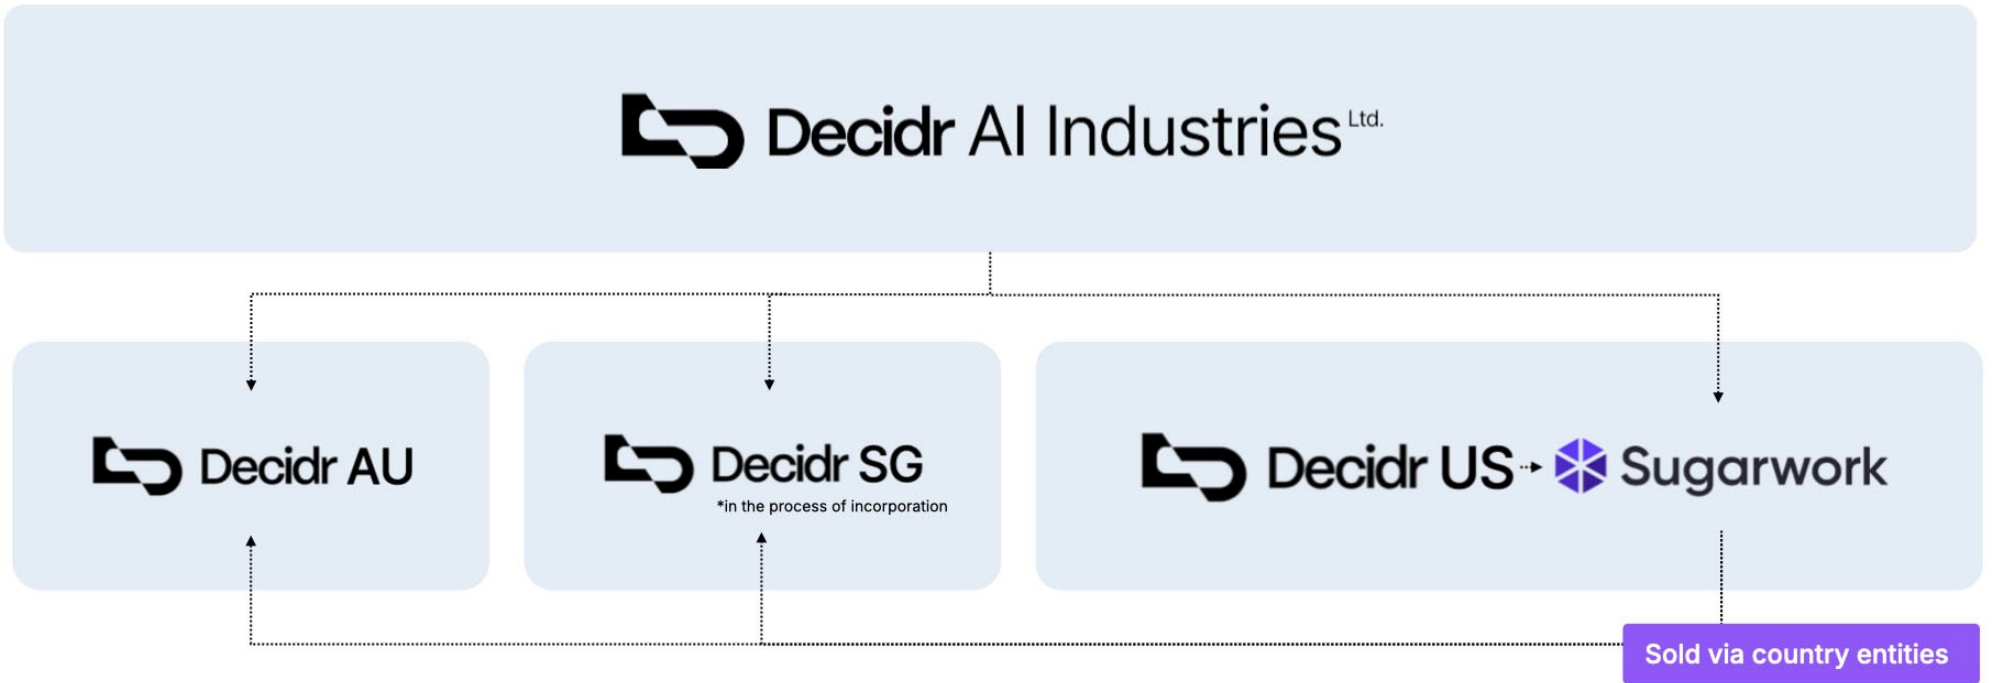 Decidr AI Industries Ltd.
Decidr AU
Decidr SG
*in the process of incorporation
Decidr US
Sugarwork
Sold via country entities